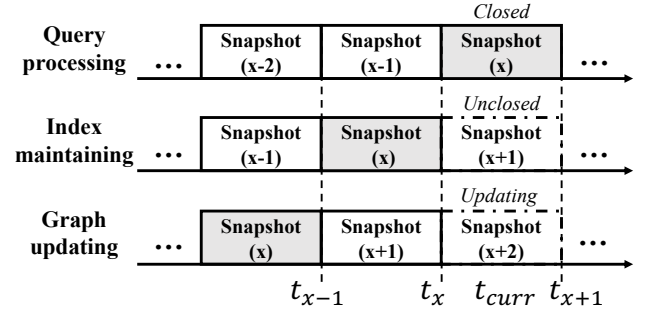 Closed
Query processing
... Snapshot (x-2) Snapshot (x-1) Snapshot (x) ...
Unclosed
Index maintaining
... Snapshot (x-1) Snapshot (x) Snapshot (x+1) ...
Updating
Graph updating
... Snapshot (x) Snapshot (x+1) Snapshot (x+2) ...
t_{x-1} t_x t_{curr} t_{x+1}